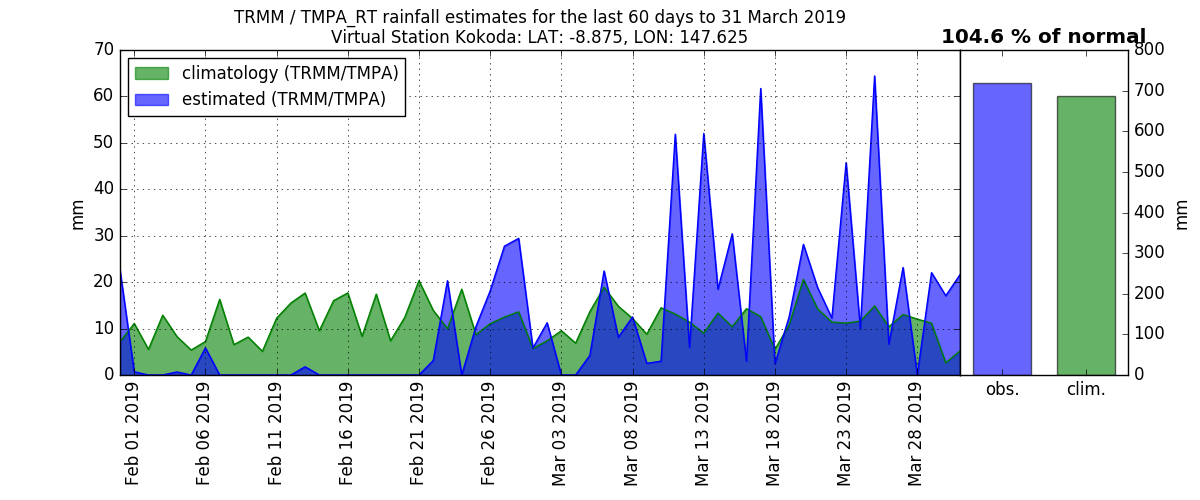 TRMM / TMPA_RT rainfall estimates for the last 60 days to 31 March 2019
Virtual Station Kokoda: LAT: -8.875, LON: 147.625
104.6 % of normal
climatology (TRMM/TMPA)
estimated (TRMM/TMPA)
70
60
50
40
30
20
10
0
mm
Feb 01 2019
Feb 06 2019
Feb 11 2019
Feb 16 2019
Feb 21 2019
Feb 26 2019
Mar 03 2019
Mar 08 2019
Mar 13 2019
Mar 18 2019
Mar 23 2019
Mar 28 2019
obs.
clim.
800
700
600
500
400
300
200
100
0
mm